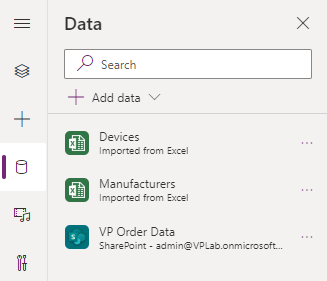 Data
Search
Add data
Devices
Imported from Excel
Manufacturers
Imported from Excel
VP Order Data
SharePoint - admin@VPLab.onmicrosoft...